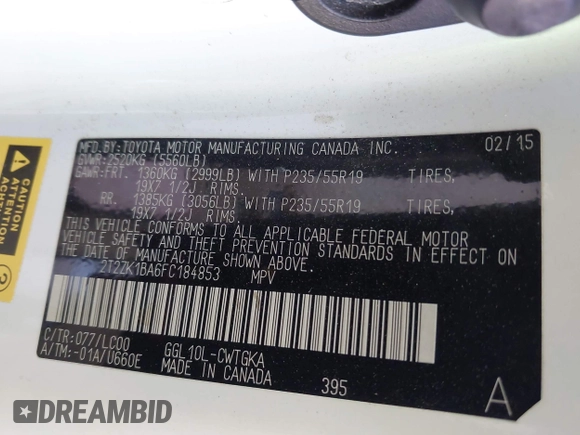 MFD.BY:TOYOTA MOTOR MANUFACTURING CANADA INC. 02/15
GVWR:2520KG (5560LB)
GAWR:FRT. 1360KG (2999LB) WITH P235/55R19 TIRES,
19X7 1/2J RIMS.
RR. 1385KG (3056LB) WITH P235/55R19 TIRES,
19X7 1/2J RIMS.
THIS VEHICLE CONFORMS TO ALL APPLICABLE FEDERAL MOTOR
VEHICLE SAFETY AND THEFT PREVENTION STANDARDS IN EFFECT
ON THE DATE OF MANUFACTURE SHOWN ABOVE.
2T2ZK1BA6FC184853 MPV
C/TR:077/LC00 GGL10L-CWTGKA
A/TM:-01A/U660E MADE IN CANADA 395 A
CAUTION
DREAMBID